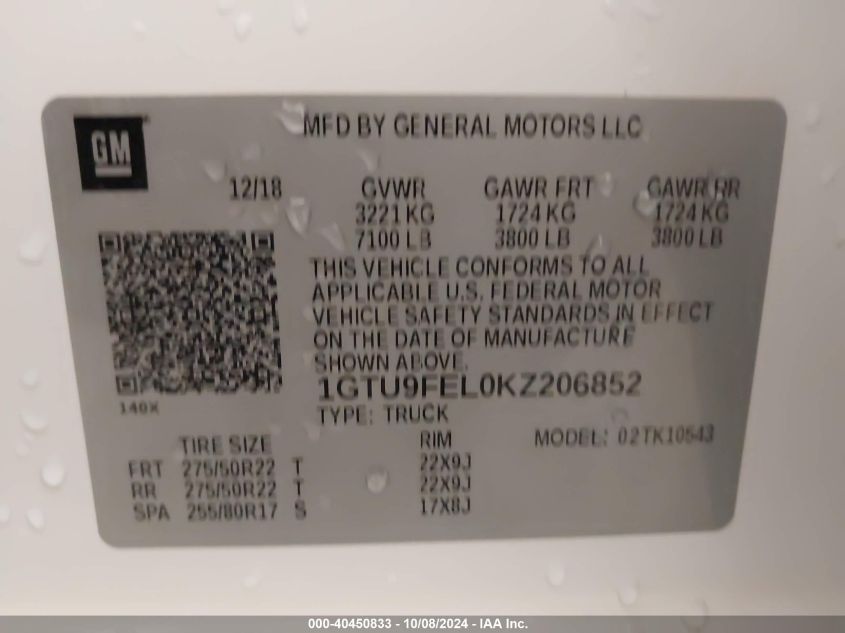 GM
MFD BY GENERAL MOTORS LLC
12/18 GVWR GAWR FRT GAWR RR
3221 KG 1724 KG 1724 KG
7100 LB 3800 LB 3800 LB
THIS VEHICLE CONFORMS TO ALL
APPLICABLE U.S. FEDERAL MOTOR
VEHICLE SAFETY STANDARDS IN EFFECT
ON THE DATE OF MANUFACTURE
SHOWN ABOVE.
1GTU9FEL0KZ206852
140X
TYPE: TRUCK
TIRE SIZE RIM MODEL: 02TK10543
FRT 275/50R22 T 22X9J
RR 275/50R22 T 22X9J
SPA 255/80R17 S 17X8J
000-40450833 - 10/08/2024 - IAA Inc.